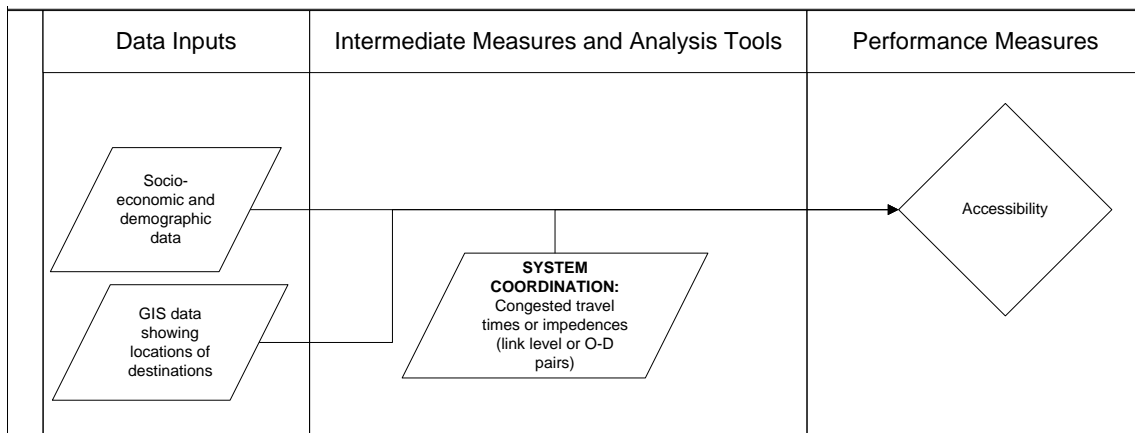 Data Inputs
Intermediate Measures and Analysis Tools
Performance Measures
Socio-
economic and
demographic
data
Accessibility
SYSTEM
COORDINATION:
Congested travel
times or impedences
(link level or O-D
pairs)
GIS data
showing
locations of
destinations